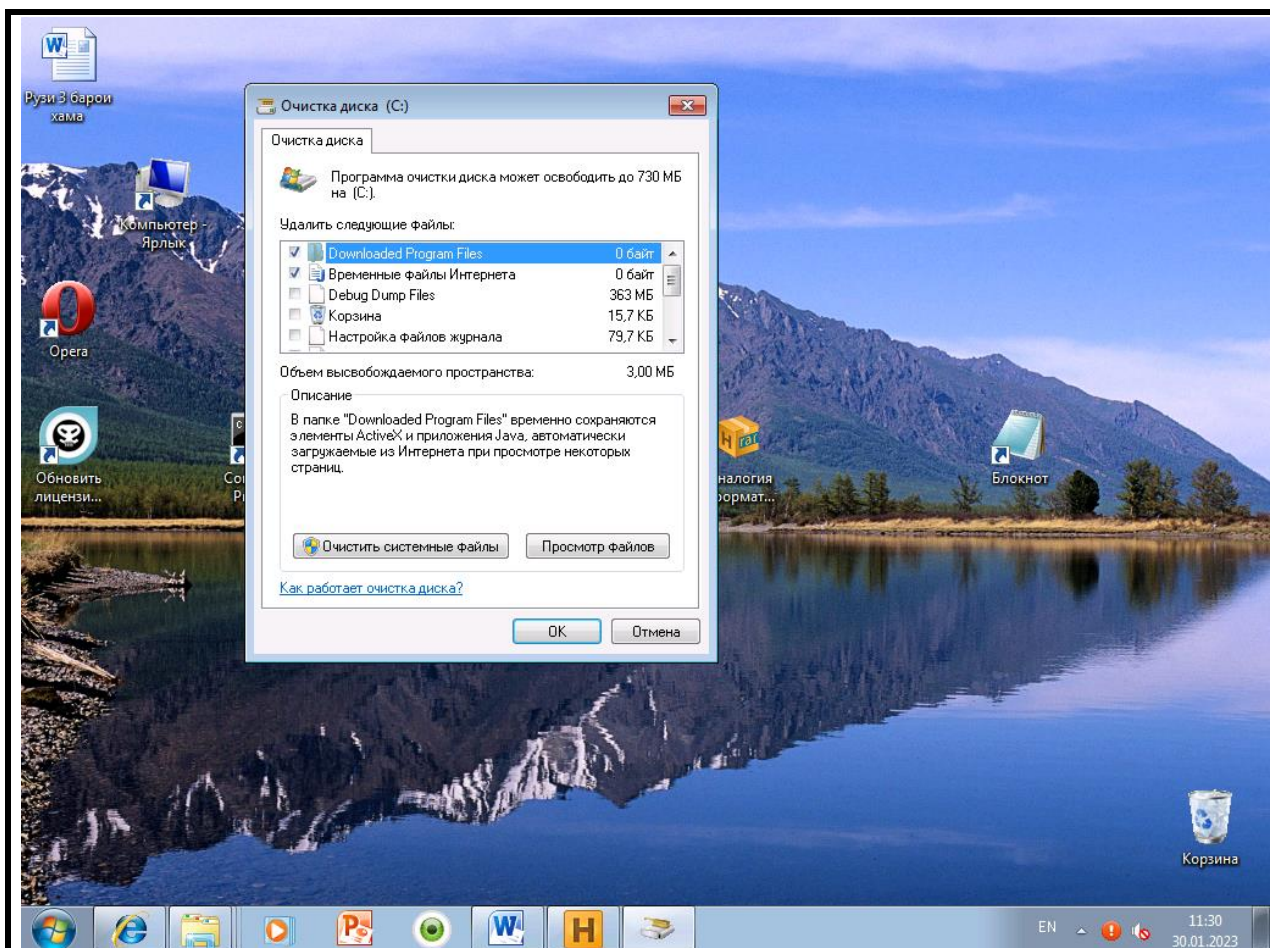 Рузи 3 барои
хама
Компьютер -
Ярлык
Opera
Обновить
лицензи...
Очистка диска (C:)
Очистка диска
Программа очистки диска может освободить до 730 МБ
на (C:).
Удалить следующие файлы:
Downloaded Program Files 0 байт
Временные файлы Интернета 0 байт
Debug Dump Files 363 МБ
Корзина 15,7 КБ
Настройка файлов журнала 79,7 КБ
Объем высвобождаемого пространства: 3,00 МБ
Описание
В папке "Downloaded Program Files" временно сохраняются
элементы ActiveX и приложения Java, автоматически
загружаемые из Интернета при просмотре некоторых
страниц.
Очистить системные файлы Просмотр файлов
Как работает очистка диска?
OK Отмена
Блокнот
Корзина
EN
11:30
30.01.2023